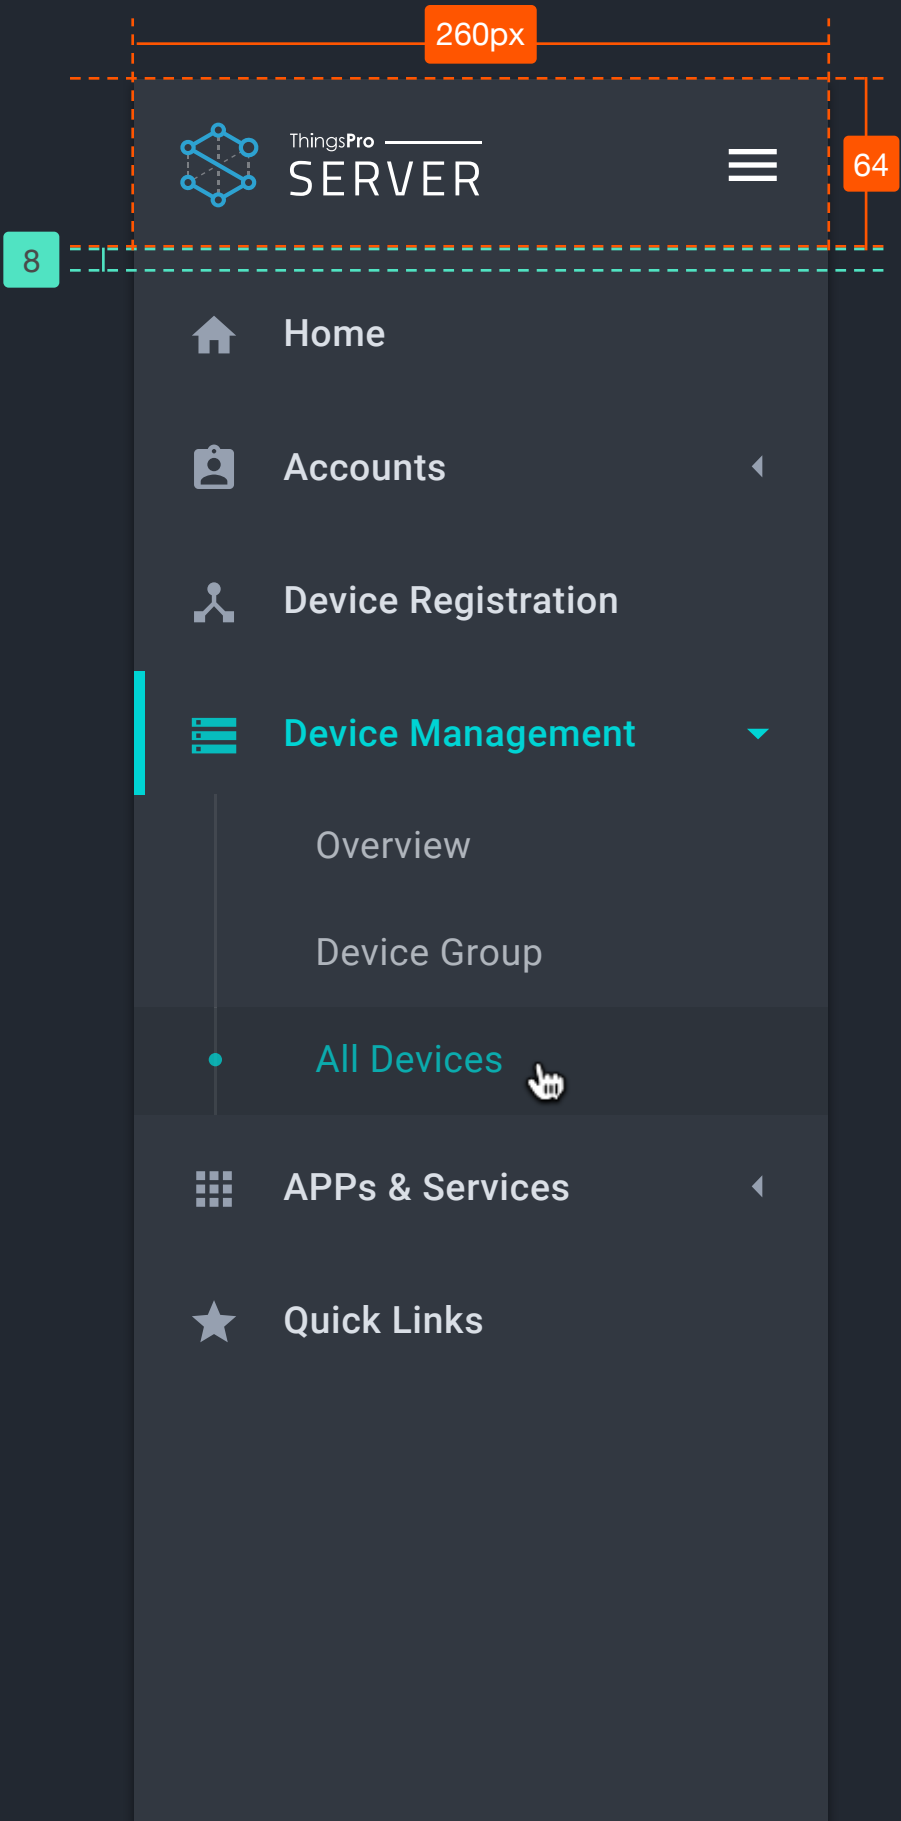 260px
ThingsPro
SERVER
64
8
Home
Accounts
Device Registration
Device Management
Overview
Device Group
All Devices
APPs & Services
Quick Links